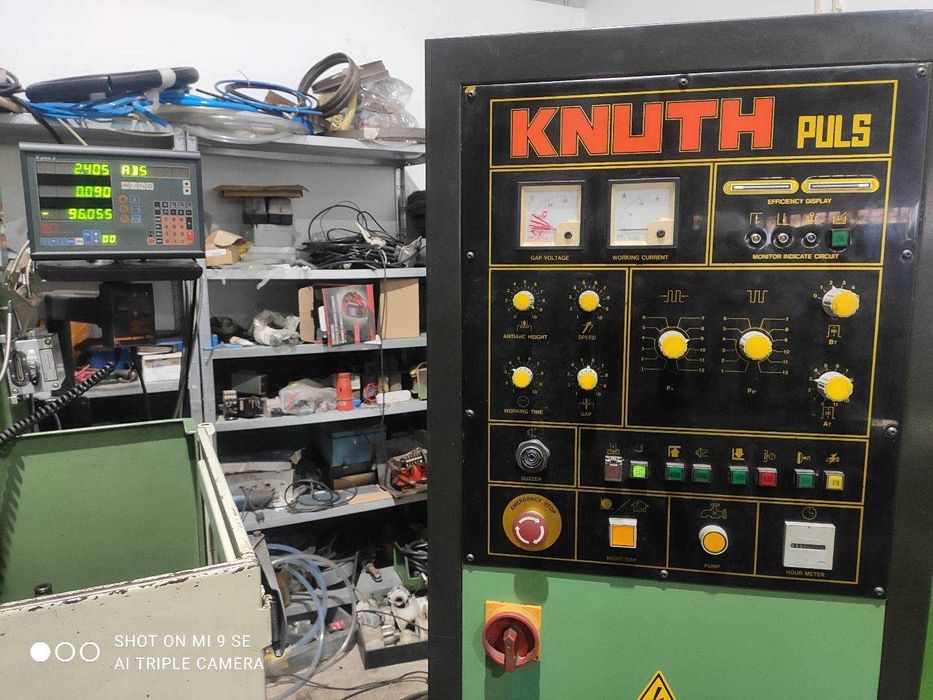 2.405 ABS
0.090
- 96.055
00
KNUTH PULS
GAP VOLTAGE
WORKING CURRENT
EFFICIENCY DISPLAY
MONITOR INDICATE CIRCUIT
V
A
ANTIARC HEIGHT
SPEED
WORKING TIME
GAP
BUZZER
EMERGENCY STOP
NIGHT/DAY
PUMP
HOUR METER
SHOT ON MI 9 SE
AI TRIPLE CAMERA